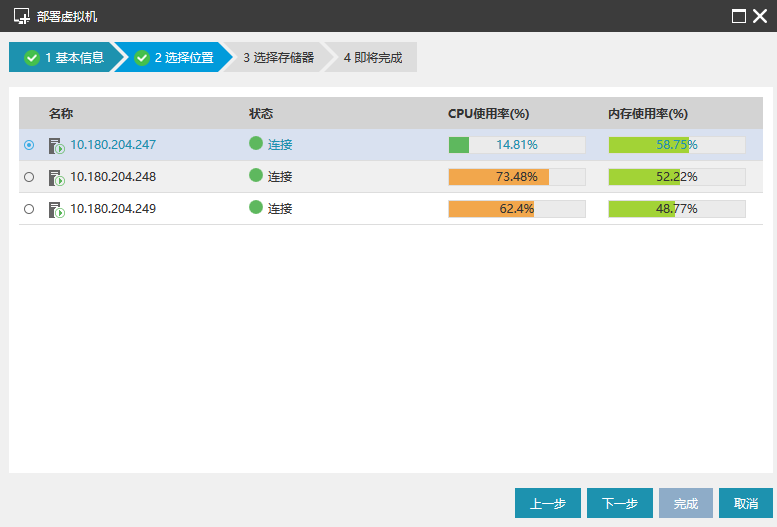 部署虚拟机
1 基本信息 2 选择位置 3 选择存储器 4 即将完成
名称 状态 CPU使用率(%) 内存使用率(%)
10.180.204.247 连接 14.81% 58.75%
10.180.204.248 连接 73.48% 52.22%
10.180.204.249 连接 62.4% 48.77%
上一步 下一步 完成 取消